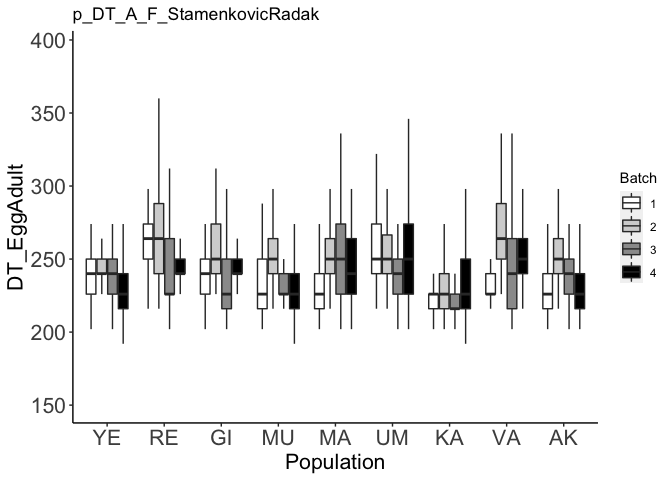 p_DT_A_F_StamenkovicRadak
400
350
300
250
200
150
DT_EggAdult
YE RE GI MU MA UM KA VA AK
Population
Batch
1
2
3
4